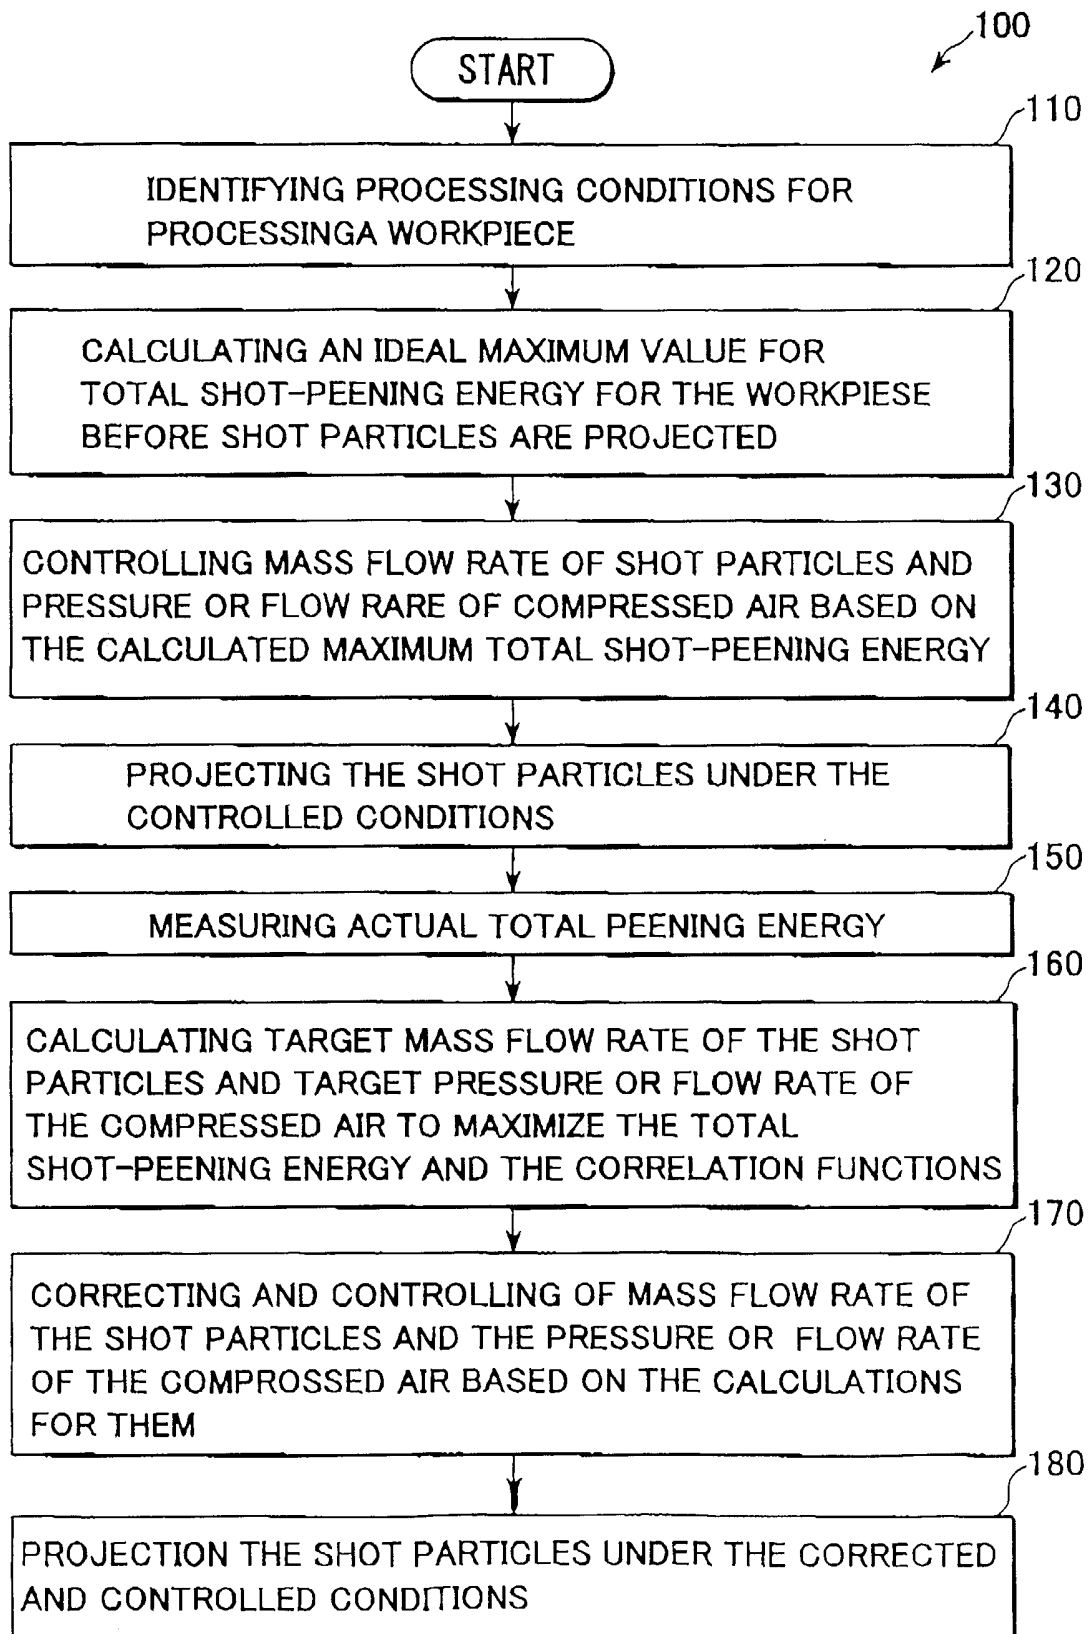 100
START
110
IDENTIFYING PROCESSING CONDITIONS FOR
PROCESSINGA WORKPIECE
120
CALCULATING AN IDEAL MAXIMUM VALUE FOR
TOTAL SHOT-PEENING ENERGY FOR THE WORKPIESE
BEFORE SHOT PARTICLES ARE PROJECTED
130
CONTROLLING MASS FLOW RATE OF SHOT PARTICLES AND
PRESSURE OR FLOW RARE OF COMPRESSED AIR BASED ON
THE CALCULATED MAXIMUM TOTAL SHOT-PEENING ENERGY
140
PROJECTING THE SHOT PARTICLES UNDER THE
CONTROLLED CONDITIONS
150
MEASURING ACTUAL TOTAL PEENING ENERGY
160
CALCULATING TARGET MASS FLOW RATE OF THE SHOT
PARTICLES AND TARGET PRESSURE OR FLOW RATE OF
THE COMPRESSED AIR TO MAXIMIZE THE TOTAL
SHOT-PEENING ENERGY AND THE CORRELATION FUNCTIONS
170
CORRECTING AND CONTROLLING OF MASS FLOW RATE OF
THE SHOT PARTICLES AND THE PRESSURE OR FLOW RATE
OF THE COMPROSSED AIR BASED ON THE CALCULATIONS
FOR THEM
180
PROJECTION THE SHOT PARTICLES UNDER THE CORRECTED
AND CONTROLLED CONDITIONS